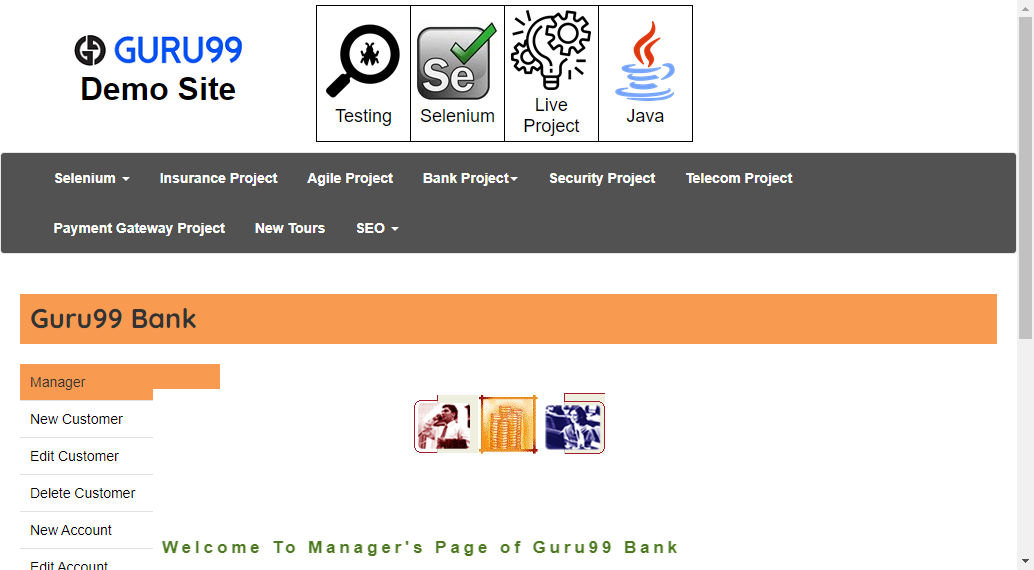 GURU99
Demo Site
Testing
Se
Selenium
Live
Project
Java
Selenium
Insurance Project
Agile Project
Bank Project
Security Project
Telecom Project
Payment Gateway Project
New Tours
SEO
Guru99 Bank
Manager
New Customer
Edit Customer
Delete Customer
New Account
Edit Account
Welcome To Manager's Page of Guru99 Bank